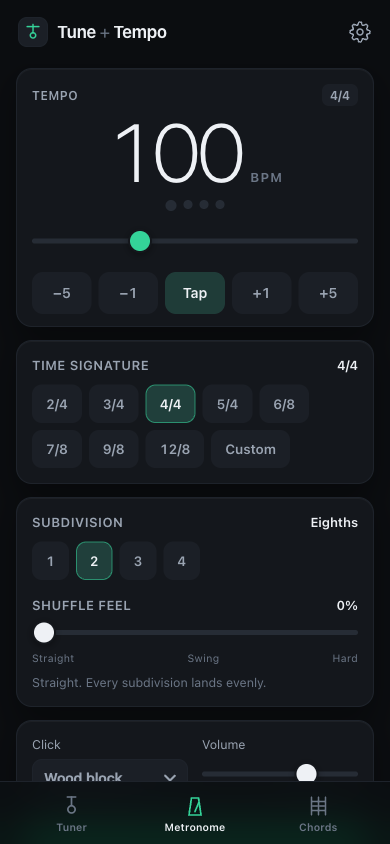 Tune + Tempo
TEMPO 4/4
100 BPM
−5 −1 Tap +1 +5
TIME SIGNATURE 4/4
2/4 3/4 4/4 5/4 6/8
7/8 9/8 12/8 Custom
SUBDIVISION Eighths
1 2 3 4
SHUFFLE FEEL 0%
Straight Swing Hard
Straight. Every subdivision lands evenly.
Click Volume
Wood block
Tuner Metronome Chords